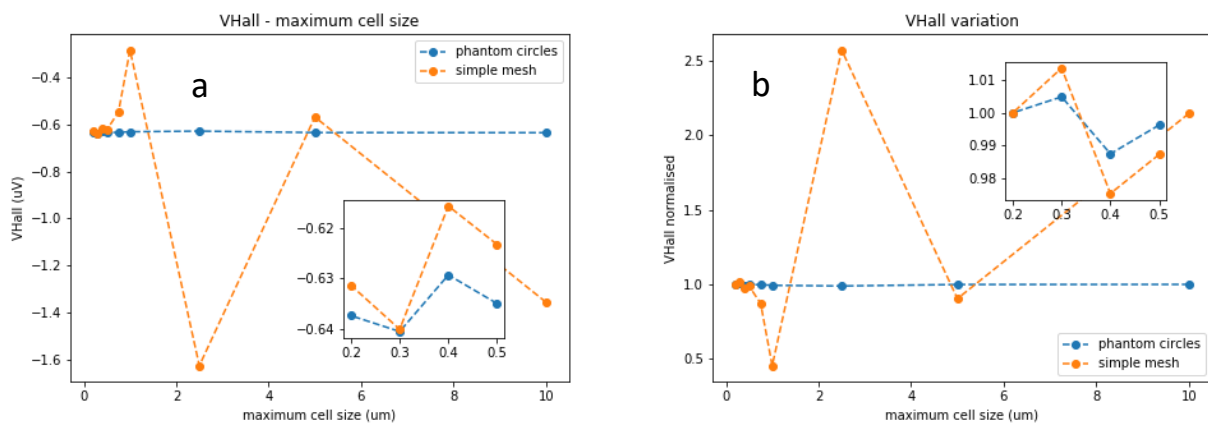 VHall - maximum cell size
a
phantom circles
simple mesh
VHall (uV)
−0.4
−0.6
−0.8
−1.0
−1.2
−1.4
−1.6
−0.62
−0.63
−0.64
0.2 0.3 0.4 0.5
0 2 4 6 8 10
maximum cell size (um)
VHall variation
b
VHall normalised
2.5
2.0
1.5
1.0
0.5
1.01
1.00
0.99
0.98
0.2 0.3 0.4 0.5
phantom circles
simple mesh
0 2 4 6 8 10
maximum cell size (um)